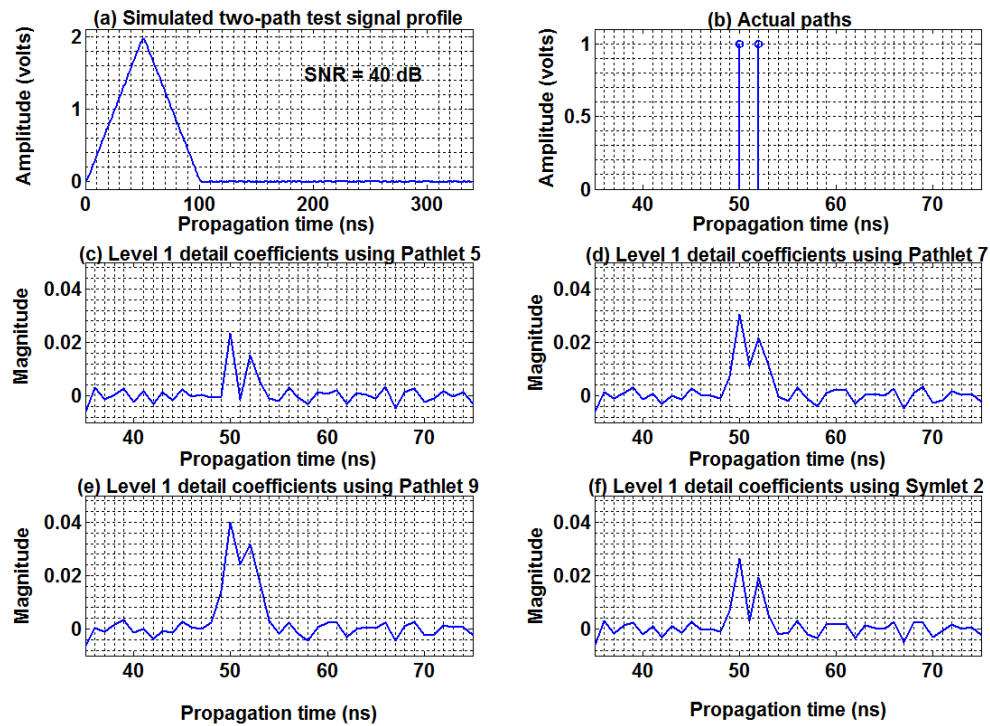 (a) Simulated two-path test signal profile
Amplitude (volts)
2
1
0
SNR = 40 dB
0 100 200 300
Propagation time (ns)
(b) Actual paths
Amplitude (volts)
1
0.5
0
40 50 60 70
Propagation time (ns)
(c) Level 1 detail coefficients using Pathlet 5
Magnitude
0.04
0.02
0
40 50 60 70
Propagation time (ns)
(d) Level 1 detail coefficients using Pathlet 7
Magnitude
0.04
0.02
0
40 50 60 70
Propagation time (ns)
(e) Level 1 detail coefficients using Pathlet 9
Magnitude
0.04
0.02
0
40 50 60 70
Propagation time (ns)
(f) Level 1 detail coefficients using Symlet 2
Magnitude
0.04
0.02
0
40 50 60 70
Propagation time (ns)